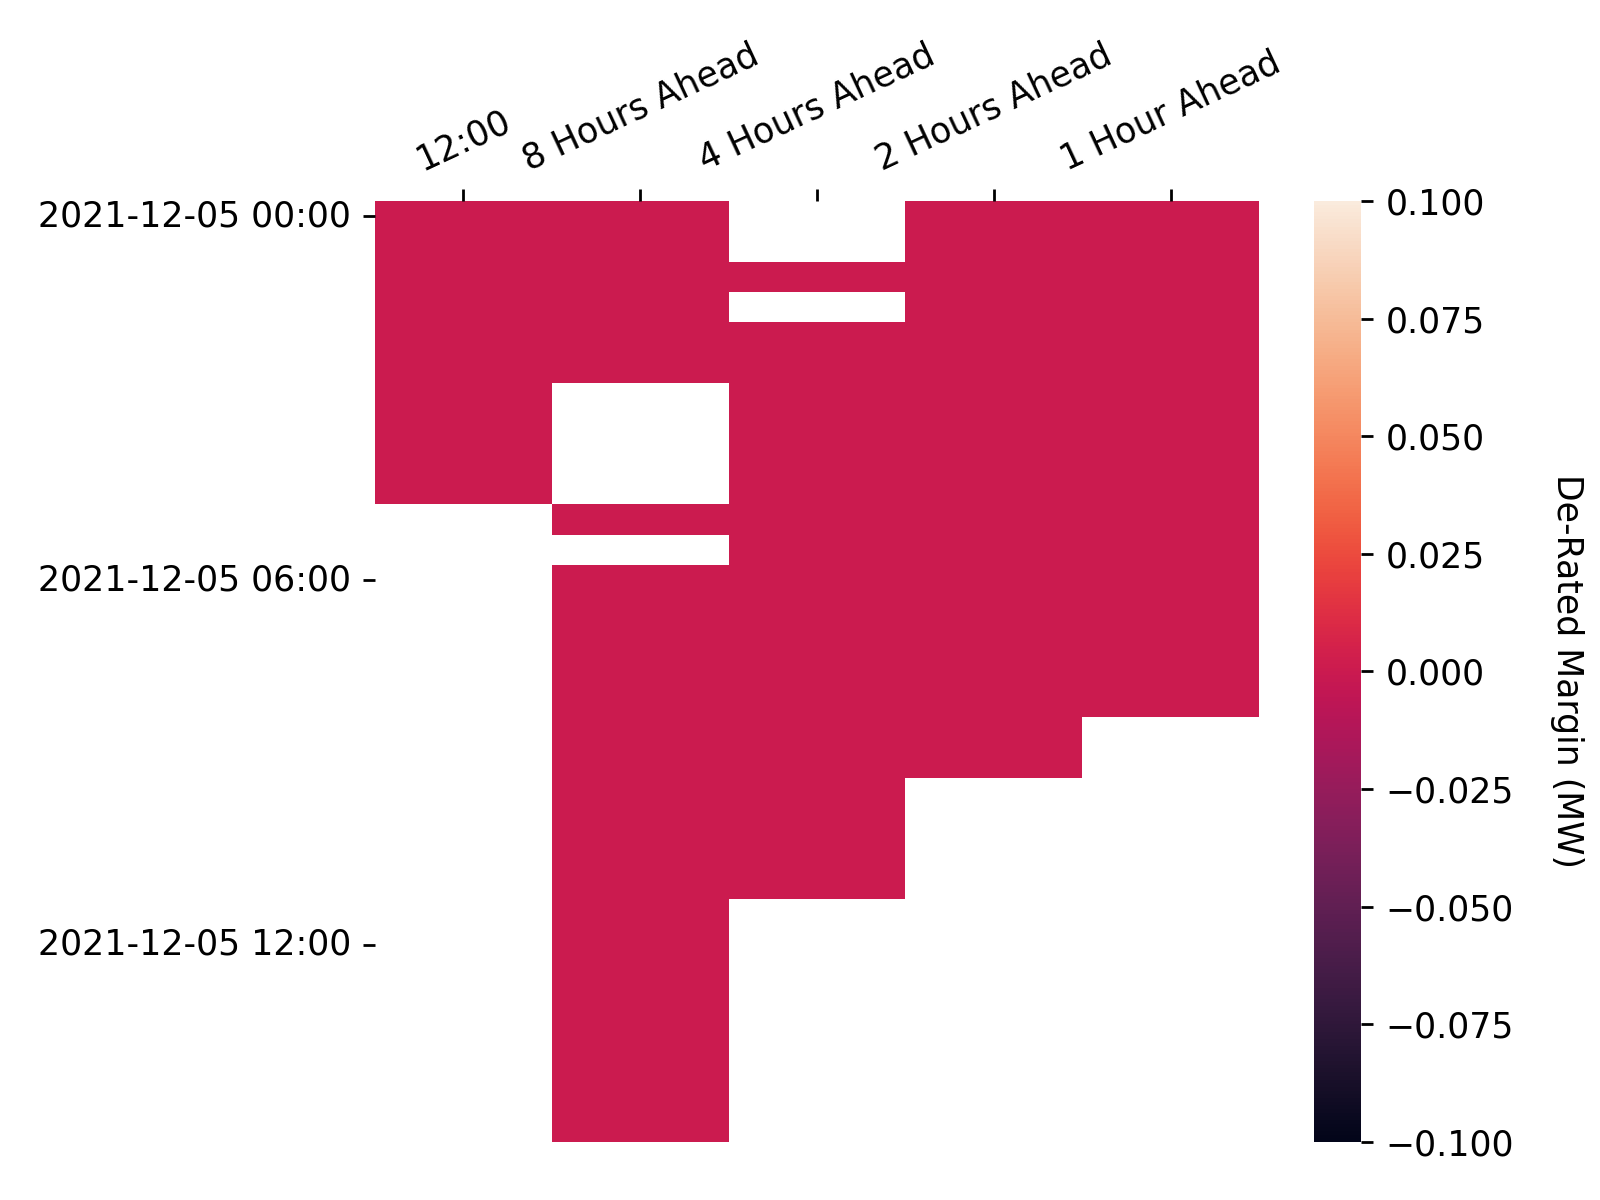 12:00
8 Hours Ahead
4 Hours Ahead
2 Hours Ahead
1 Hour Ahead
2021-12-05 00:00
2021-12-05 06:00
2021-12-05 12:00
0.100
0.075
0.050
0.025
0.000
−0.025
−0.050
−0.075
−0.100
De-Rated Margin (MW)